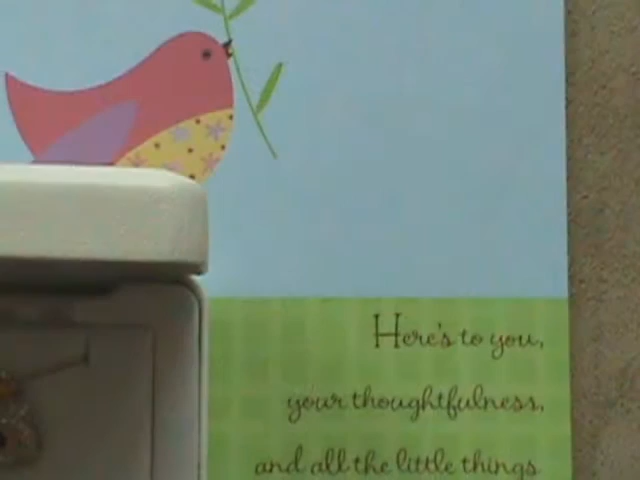 Here's to you,
your thoughtfulness,
and all the little things